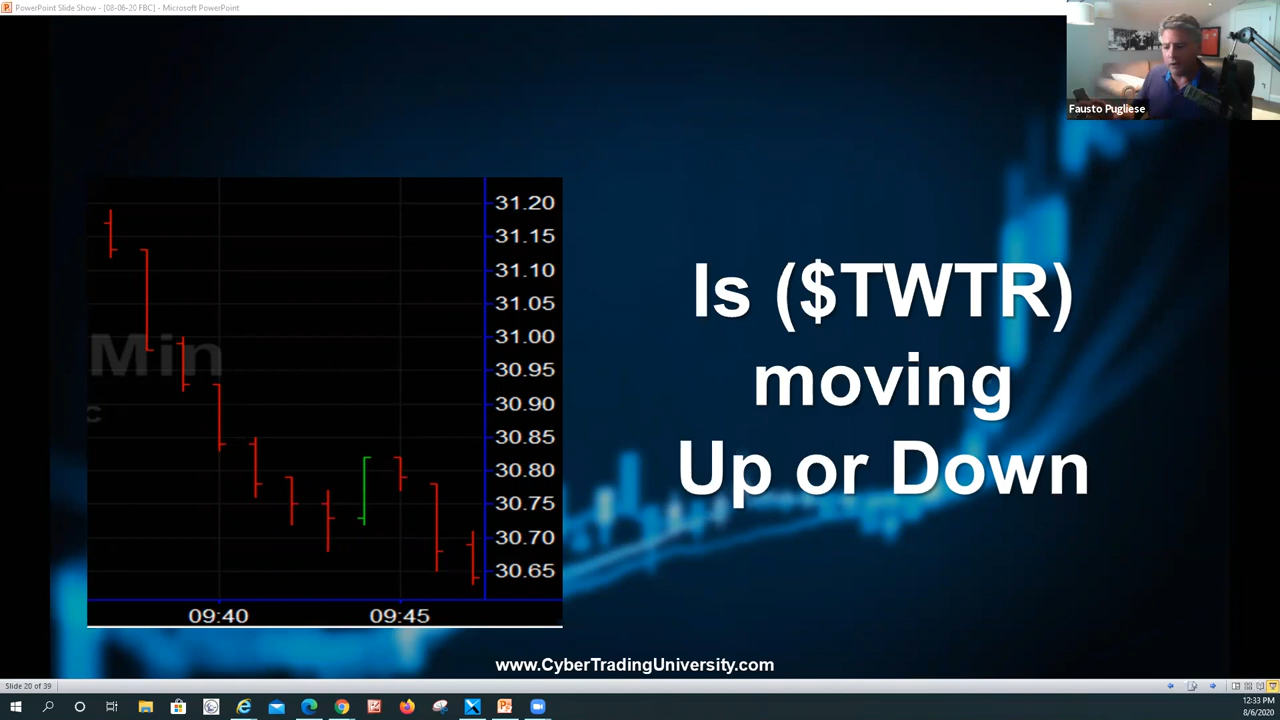 PowerPoint Slide Show - [08-06-20 FBC] - Microsoft PowerPoint
Fausto Pugliese
31.20
31.15
31.10
31.05
31.00
30.95
30.90
30.85
30.80
30.75
30.70
30.65
Min
c
09:40 09:45
Is ($TWTR)
moving
Up or Down
www.CyberTradingUniversity.com
Slide 20 of 39
12:33 PM
8/6/2020